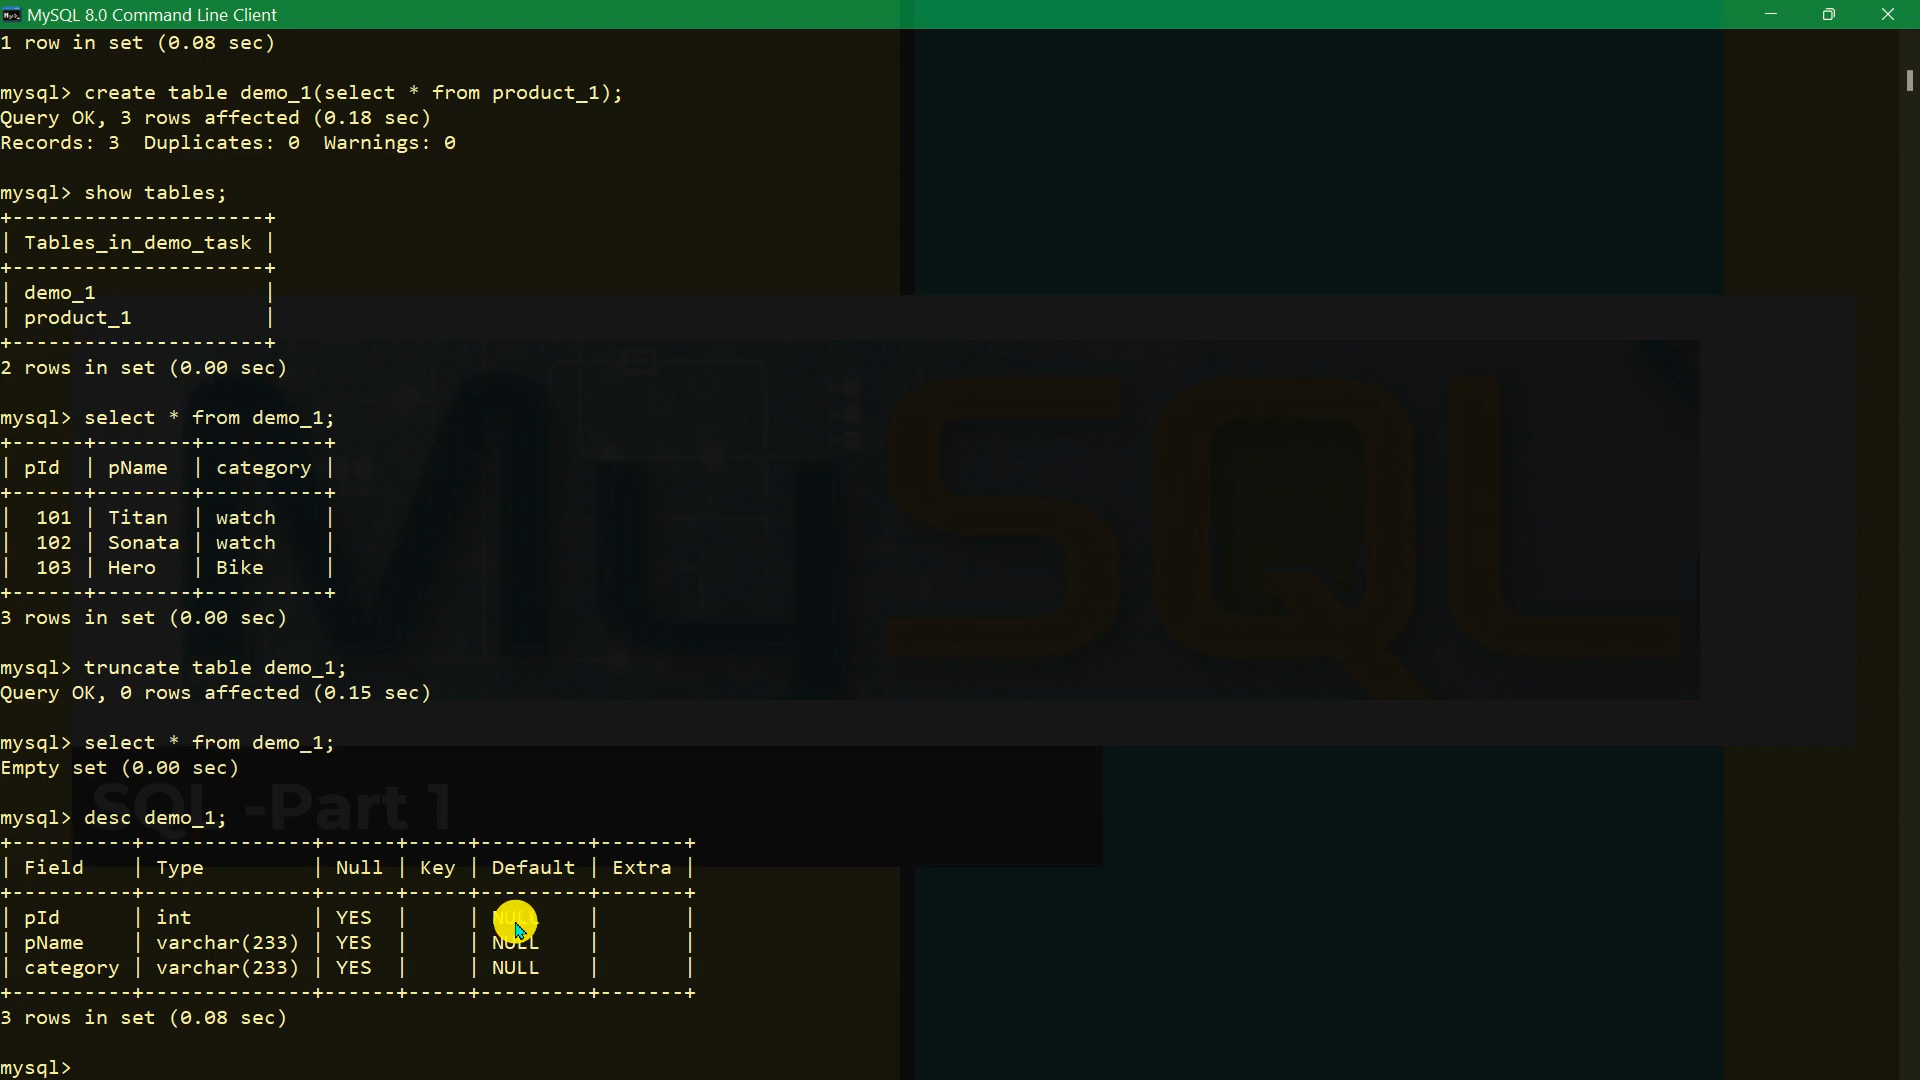 MySQL 8.0 Command Line Client
1 row in set (0.08 sec)
mysql> create table demo_1(select * from product_1);
Query OK, 3 rows affected (0.18 sec)
Records: 3  Duplicates: 0  Warnings: 0
mysql> show tables;
+---------------------+
| Tables_in_demo_task |
+---------------------+
| demo_1              |
| product_1           |
+---------------------+
2 rows in set (0.00 sec)
mysql> select * from demo_1;
+------+--------+----------+
| pId  | pName  | category |
+------+--------+----------+
|  101 | Titan  | watch    |
|  102 | Sonata | watch    |
|  103 | Hero   | Bike     |
+------+--------+----------+
3 rows in set (0.00 sec)
mysql> truncate table demo_1;
Query OK, 0 rows affected (0.15 sec)
mysql> select * from demo_1;
Empty set (0.00 sec)
mysql> desc demo_1;
+----------+--------------+------+-----+---------+-------+
| Field    | Type         | Null | Key | Default | Extra |
+----------+--------------+------+-----+---------+-------+
| pId      | int          | YES  |     | NULL    |       |
| pName    | varchar(233) | YES  |     | NULL    |       |
| category | varchar(233) | YES  |     | NULL    |       |
+----------+--------------+------+-----+---------+-------+
3 rows in set (0.08 sec)
mysql>
MySQL
SQL -Part 1